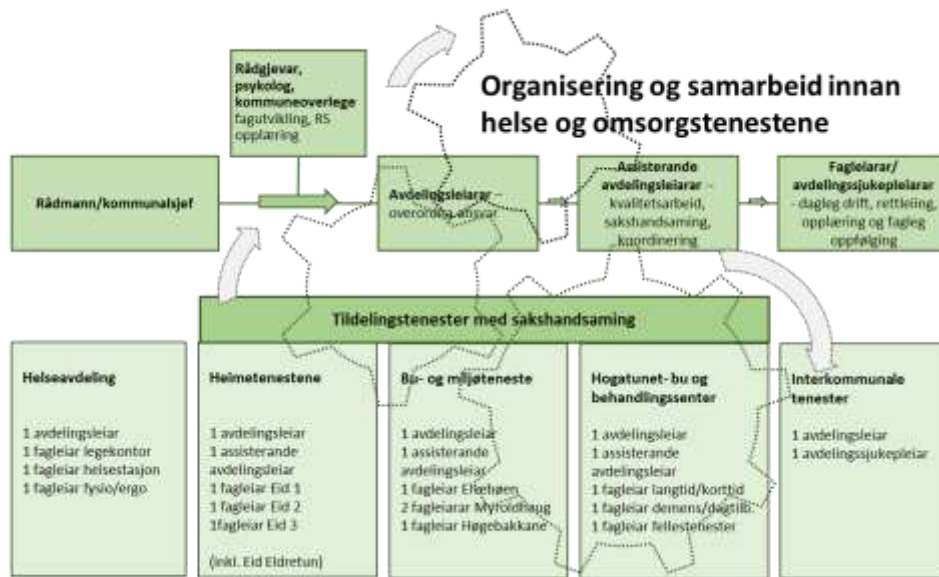 Rådgjevar,
psykolog,
kommuneoverlege
fagutvikling, RS
opplæring
Organisering og samarbeid innan
helse og omsorgstenestene
Rådmann/kommunalsjef
Avdelingsleiarar –
overordna ansvar
Assisterande
avdelingsleiarar –
kvalitetsarbeid,
sakshandsaming,
koordinering
Fagleiarar/
avdelingssjukepleiarar
- dagleg drift, rettleiing,
opplæring og fagleg
oppfølging
Tildelingstenester med sakshandsaming
Helseavdeling
1 avdelingsleiar
1 fagleiar legekontor
1 fagleiar helsestasjon
1 fagleiar fysio/ergo
Heimetenestene
1 avdelingsleiar
1 assisterande
avdelingsleiar
1 fagleiar Eid 1
1 fagleiar Eid 2
1fagleiar Eid 3
(inkl. Eid Eldretun)
Bu- og miljøteneste
1 avdelingsleiar
1 assisterande
avdelingsleiar
1 fagleiar
2 fagleiarar Myroldhaug
1 fagleiar Høgebakkane
Hogatunet- bu og
behandlingssenter
1 avdelingsleiar
1 assisterande
avdelingsleiar
1 fagleiar langtid/korttid
1 fagleiar demens/dagtilb.
1 fagleiar fellestenester
Interkommunale
tenester
1 avdelingsleiar
1 avdelingssjukepleiar